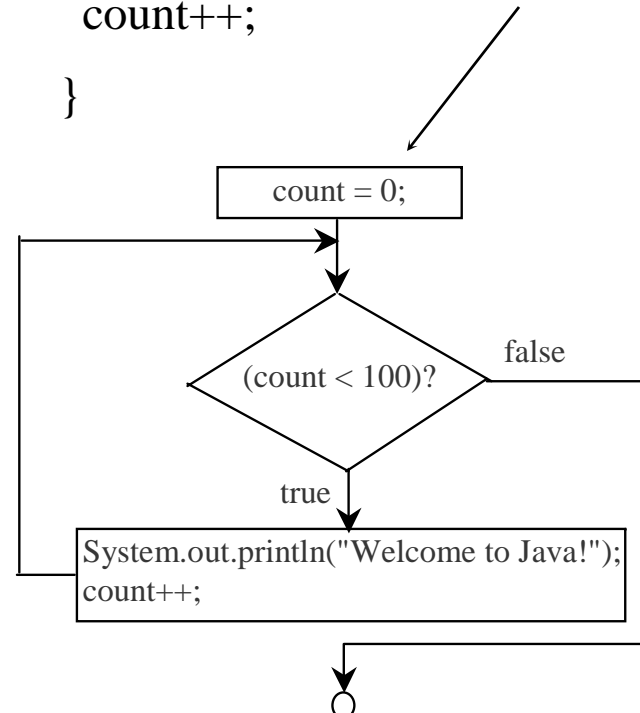 count++;
}
count = 0;
(count < 100)?
false
true
System.out.println("Welcome to Java!");
count++;